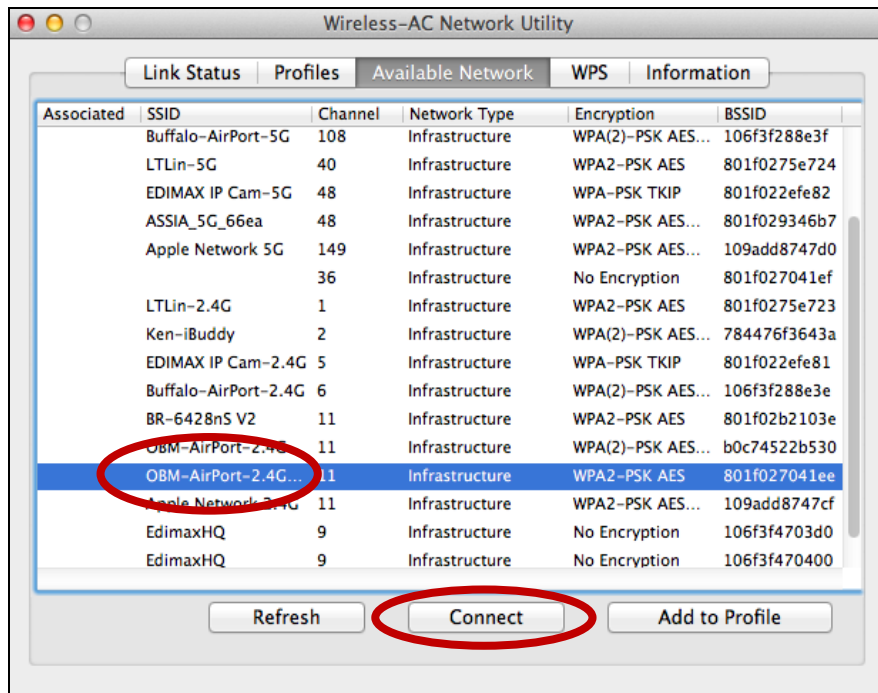 Wireless-AC Network Utility
Link Status Profiles Available Network WPS Information
Associated SSID Channel Network Type Encryption BSSID
Buffalo-AirPort-5G 108 Infrastructure WPA(2)-PSK AES... 106f3f288e3f
LTLin-5G 40 Infrastructure WPA2-PSK AES 801f0275e724
EDIMAX IP Cam-5G 48 Infrastructure WPA-PSK TKIP 801f022efe82
ASSIA_5G_66ea 48 Infrastructure WPA2-PSK AES... 801f029346b7
Apple Network 5G 149 Infrastructure WPA2-PSK AES... 109add8747d0
36 Infrastructure No Encryption 801f027041ef
LTLin-2.4G 1 Infrastructure WPA2-PSK AES 801f0275e723
Ken-iBuddy 2 Infrastructure WPA(2)-PSK AES... 784476f3643a
EDIMAX IP Cam-2.4G 5 Infrastructure WPA-PSK TKIP 801f022efe81
Buffalo-AirPort-2.4G 6 Infrastructure WPA(2)-PSK AES... 106f3f288e3e
BR-6428nS V2 11 Infrastructure WPA2-PSK AES 801f02b2103e
OBM-AirPort-2.4G 11 Infrastructure WPA(2)-PSK AES... b0c74522b530
OBM-AirPort-2.4G... 11 Infrastructure WPA2-PSK AES 801f027041ee
Apple Network 2.4G 11 Infrastructure WPA2-PSK AES... 109add8747cf
EdimaxHQ 9 Infrastructure No Encryption 106f3f4703d0
EdimaxHQ 9 Infrastructure No Encryption 106f3f470400
Refresh Connect Add to Profile